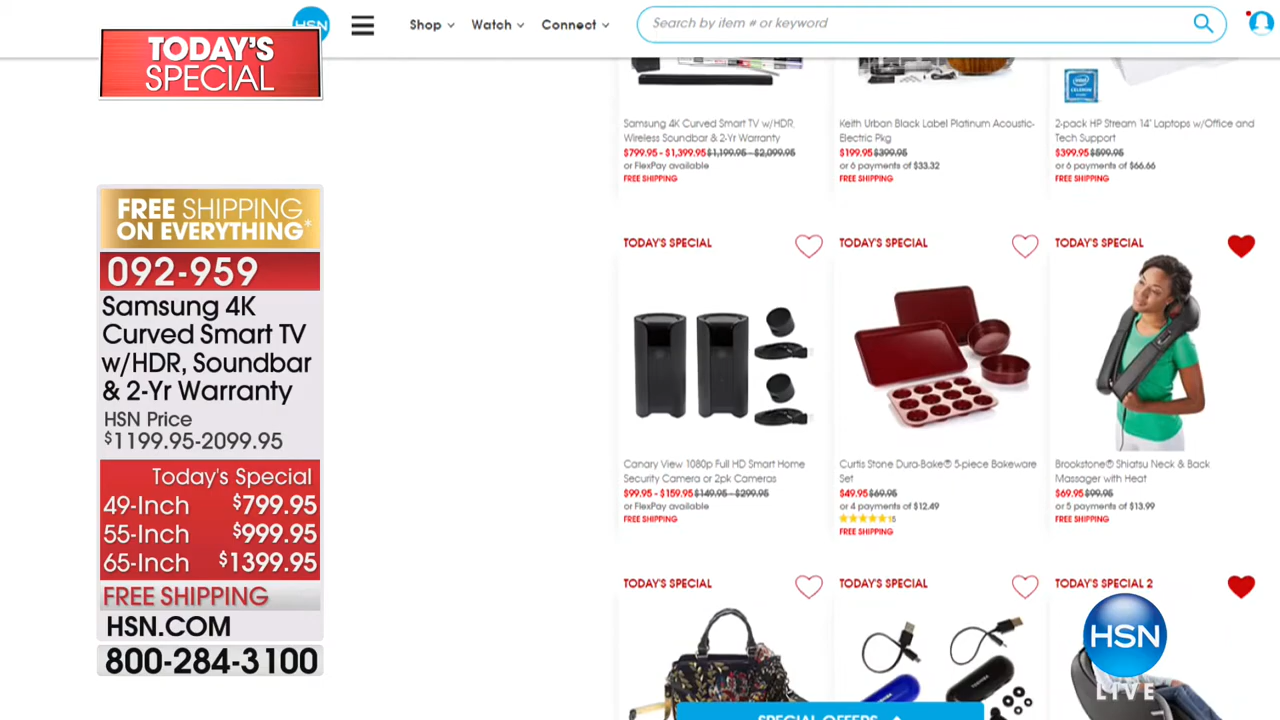 HSN
Shop
Watch
Connect
Search by item # or keyword
TODAY'S
SPECIAL
FREE SHIPPING
ON EVERYTHING*
092-959
Samsung 4K
Curved Smart TV
w/HDR, Soundbar
& 2-Yr Warranty
HSN Price
$1199.95-2099.95
Today's Special
49-Inch $799.95
55-Inch $999.95
65-Inch $1399.95
FREE SHIPPING
HSN.COM
800-284-3100
Samsung 4K Curved Smart TV w/HDR,
Wireless Soundbar & 2-Yr Warranty
$799.95 - $1,399.95 $1,199.95 - $2,099.95
or FlexPay available
FREE SHIPPING
Keith Urban Black Label Platinum Acoustic-
Electric Pkg
$199.95 $399.95
or 6 payments of $33.32
FREE SHIPPING
intel
CELERON
2-pack HP Stream 14" Laptops w/Office and
Tech Support
$399.95 $599.95
or 6 payments of $66.66
FREE SHIPPING
TODAY'S SPECIAL
Canary View 1080p Full HD Smart Home
Security Camera or 2pk Cameras
$99.95 - $159.95 $149.95 - $299.95
or FlexPay available
FREE SHIPPING
TODAY'S SPECIAL
Curtis Stone Dura-Bake® 5-piece Bakeware
Set
$49.95 $69.95
or 4 payments of $12.49
FREE SHIPPING
TODAY'S SPECIAL
Brookstone® Shiatsu Neck & Back
Massager with Heat
$69.95 $99.95
or 5 payments of $13.99
FREE SHIPPING
TODAY'S SPECIAL
TODAY'S SPECIAL
TOSHIBA
TODAY'S SPECIAL 2
HSN
LIVE
SPECIAL OFFERS